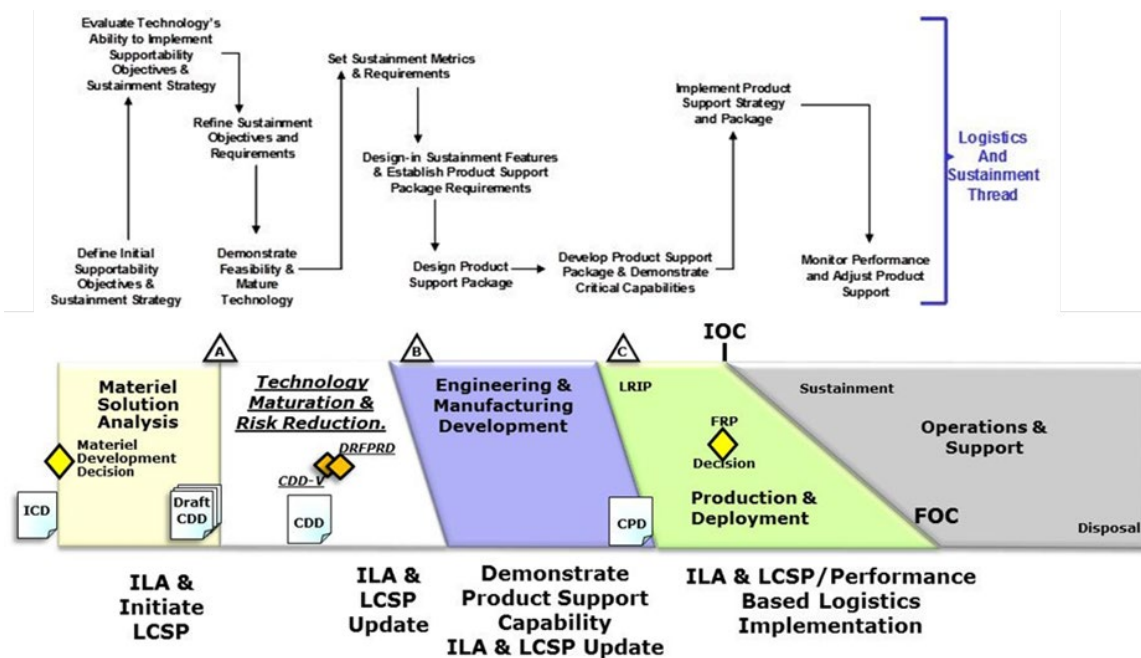 Evaluate Technology's
Ability to Implement
Supportability
Objectives &
Sustainment Strategy
Refine Sustainment
Objectives and
Requirements
Define Initial
Supportability
Objectives &
Sustainment Strategy
Demonstrate
Feasibility &
Mature
Technology
Set Sustainment Metrics
& Requirements
Design-in Sustainment Features
& Establish Product Support
Package Requirements
Design Product
Support Package
Develop Product Support
Package & Demonstrate
Critical Capabilities
Implement Product
Support Strategy
and Package
Monitor Performance
and Adjust Product
Support
Logistics
And
Sustainment
Thread
A
B
C
IOC
Materiel
Solution
Analysis
Materiel
Development
Decision
ICD
Draft
CDD
Technology
Maturation &
Risk Reduction.
DRFPRD
CDD-V
CDD
Engineering &
Manufacturing
Development
CPD
LRIP
FRP
Decision
Production &
Deployment
Sustainment
Operations &
Support
FOC
Disposal
ILA &
Initiate
LCSP
ILA &
LCSP
Update
Demonstrate
Product Support
Capability
ILA & LCSP Update
ILA & LCSP/Performance
Based Logistics
Implementation